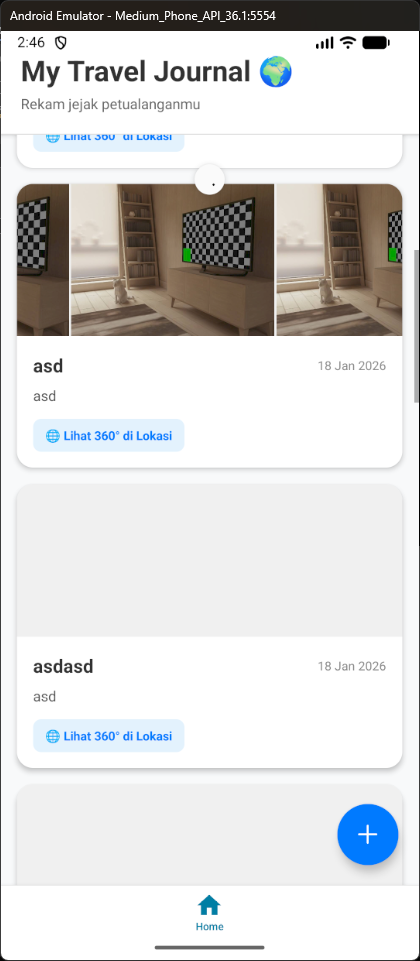 Android Emulator - Medium_Phone_API_36.1:5554
2:46
My Travel Journal 🌍
Rekam jejak petualanganmu
🌐 Lihat 360° di Lokasi
asd
18 Jan 2026
asd
🌐 Lihat 360° di Lokasi
asdasd
18 Jan 2026
asd
🌐 Lihat 360° di Lokasi
+
Home